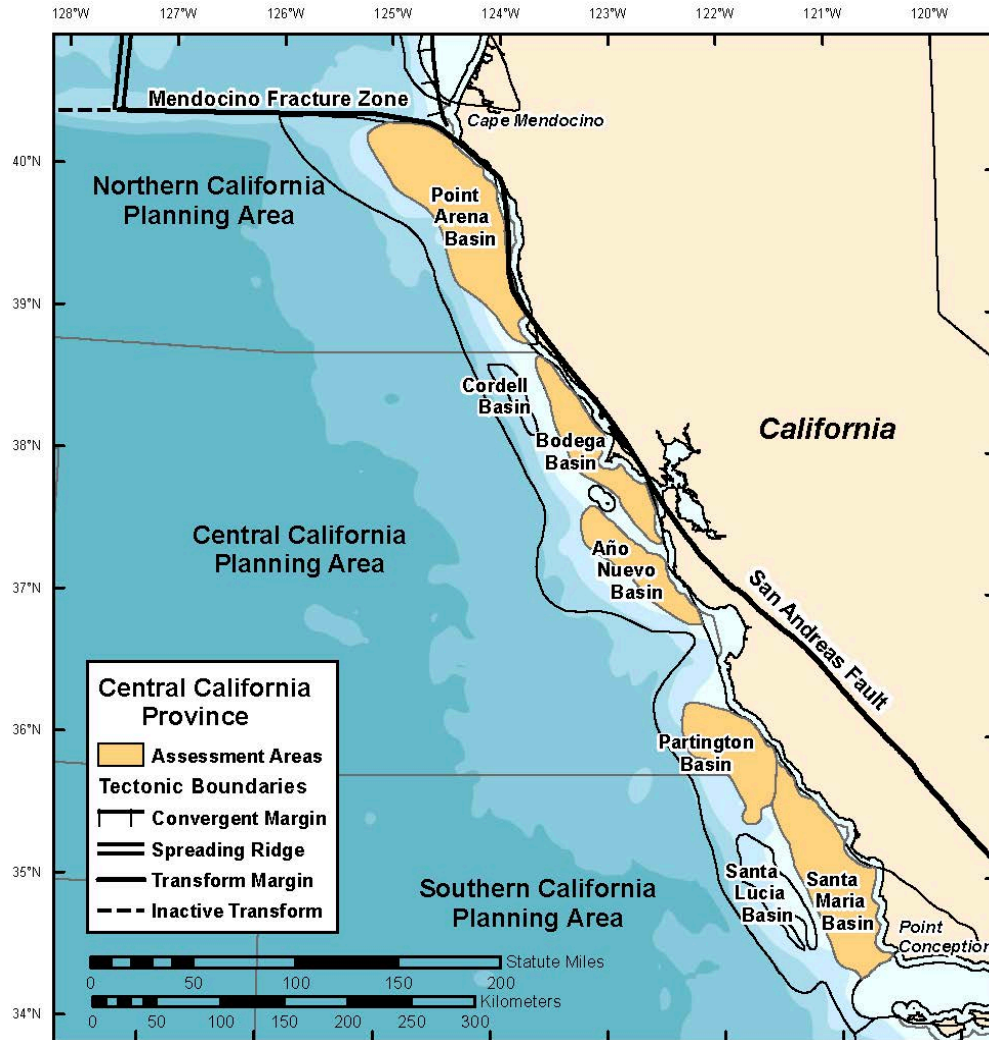 128°W 127°W 126°W 125°W 124°W 123°W 122°W 121°W 120°W
Mendocino Fracture Zone
Cape Mendocino
40°N
Northern California
Planning Area
Point
Arena
Basin
39°N
Cordell
Basin
38°N
Bodega
Basin
California
Central California
Planning Area
Año
Nuevo
Basin
37°N
San Andreas Fault
Central California
Province
Assessment Areas
Tectonic Boundaries
Convergent Margin
Spreading Ridge
Transform Margin
Inactive Transform
36°N
Partington
Basin
35°N
Southern California
Planning Area
Santa
Lucia
Basin
Santa
Maria
Basin
Point
Conception
Statute Miles
0 50 100 150 200
Kilometers
0 50 100 150 200 250 300
34°N